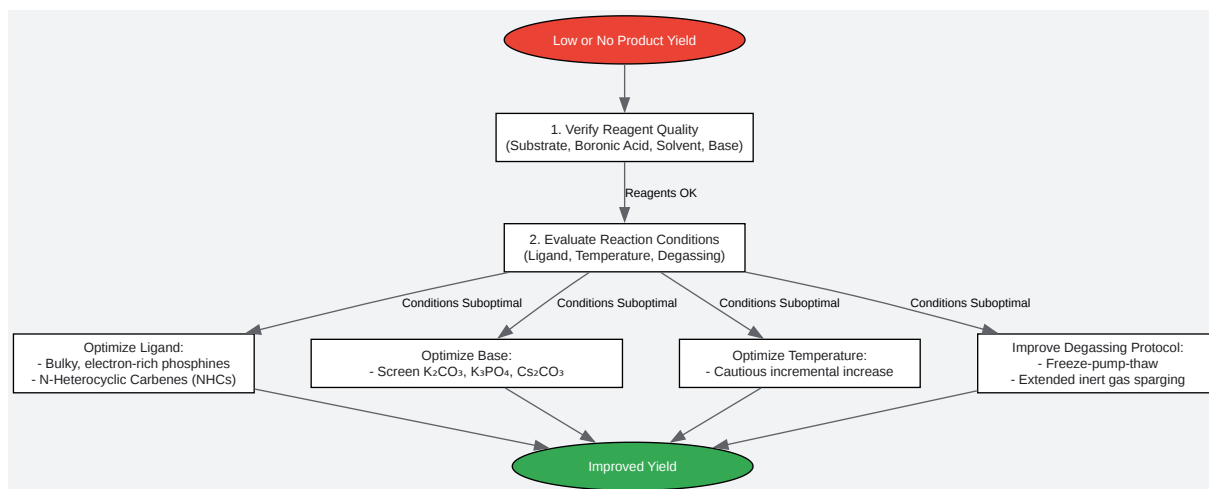 Low or No Product Yield
1. Verify Reagent Quality
(Substrate, Boronic Acid, Solvent, Base)
Reagents OK
2. Evaluate Reaction Conditions
(Ligand, Temperature, Degassing)
Conditions Suboptimal
Conditions Suboptimal
Conditions Suboptimal
Conditions Suboptimal
Optimize Ligand:
- Bulky, electron-rich phosphines
- N-Heterocyclic Carbenes (NHCs)
Optimize Base:
- Screen K₂CO₃, K₃PO₄, Cs₂CO₃
Optimize Temperature:
- Cautious incremental increase
Improve Degassing Protocol:
- Freeze-pump-thaw
- Extended inert gas sparging
Improved Yield